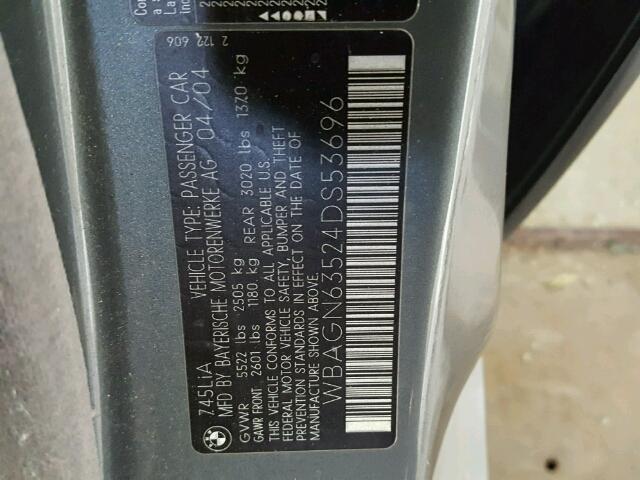 745LiA VEHICLE TYPE: PASSENGER CAR
MFD BY BAYERISCHE MOTORENWERKE AG 04/04
GVWR 5522 lbs 2505 kg
GAWR FRONT: 2601 lbs 1180 kg REAR 3020 lbs 1370 kg
THIS VEHICLE CONFORMS TO ALL APPLICABLE U.S.
FEDERAL MOTOR VEHICLE SAFETY, BUMPER AND THEFT
PREVENTION STANDARDS IN EFFECT ON THE DATE OF
MANUFACTURE SHOWN ABOVE.
WBAGN63524DS53696
2 122 606
BMW